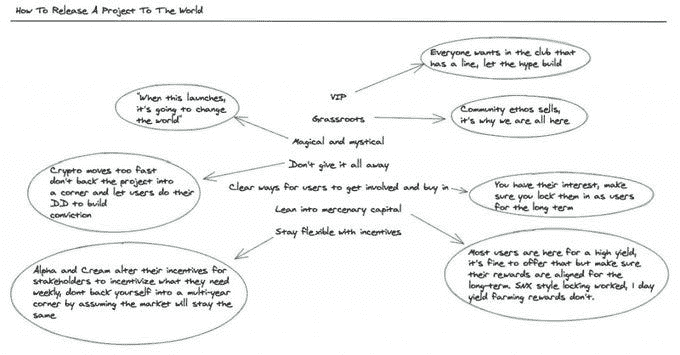 How To Release A Project To The World
Everyone wants in the club that
has a line, let the hype build
VIP
"When this launches,
it's going to change
the world"
Grassroots
Community ethos sells,
it's why we are all here
Magical and mystical
Don't give it all away
Crypto moves too fast
don't back the project into
a corner and let users do their
DD to build
conviction
Clear ways for users to get involved and buy in
You have their interest, make
sure you lock them in as users
for the long term
Lean into mercenary capital
Stay flexible with incentives
Most users are here for a high yield,
it's fine to offer that but make sure
their rewards are aligned for the
long-term. SNX style locking worked, 1 day
yield farming rewards don't.
Alpha and Cream alter their incentives for
stakeholders to incentivize what they need
weekly, dont back yourself into a multi-year
corner by assuming the market will stay the
same